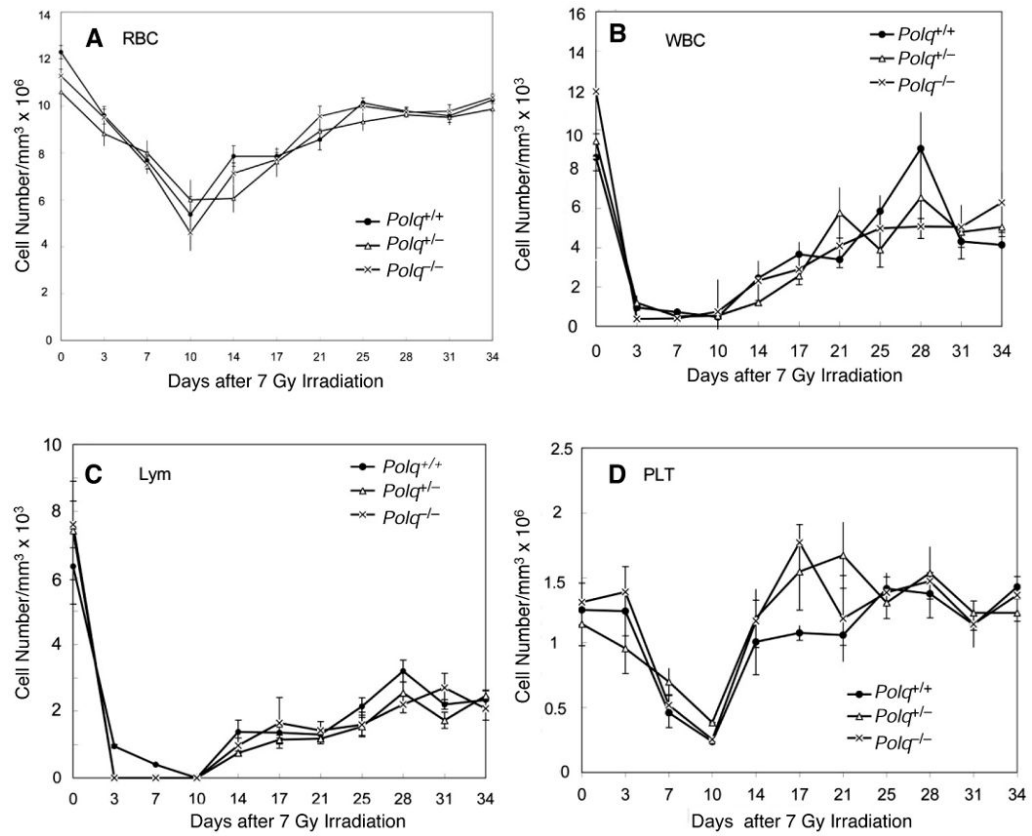 A RBC
Cell Number/mm³ x 10⁶
14
12
10
8
6
4
2
0
Polq⁺/⁺
Polq⁺/⁻
Polq⁻/⁻
0 3 7 10 14 17 21 25 28 31 34
Days after 7 Gy Irradiation
B WBC
Cell Number/mm³ x 10³
16
14
12
10
8
6
4
2
0
Polq⁺/⁺
Polq⁺/⁻
Polq⁻/⁻
0 3 7 10 14 17 21 25 28 31 34
Days after 7 Gy Irradiation
C Lym
Cell Number/mm³ x 10³
10
8
6
4
2
0
Polq⁺/⁺
Polq⁺/⁻
Polq⁻/⁻
0 3 7 10 14 17 21 25 28 31 34
Days after 7 Gy Irradiation
D PLT
Cell Number/mm³ x 10⁶
2.5
2
1.5
1
0.5
0
Polq⁺/⁺
Polq⁺/⁻
Polq⁻/⁻
0 3 7 10 14 17 21 25 28 31 34
Days after 7 Gy Irradiation